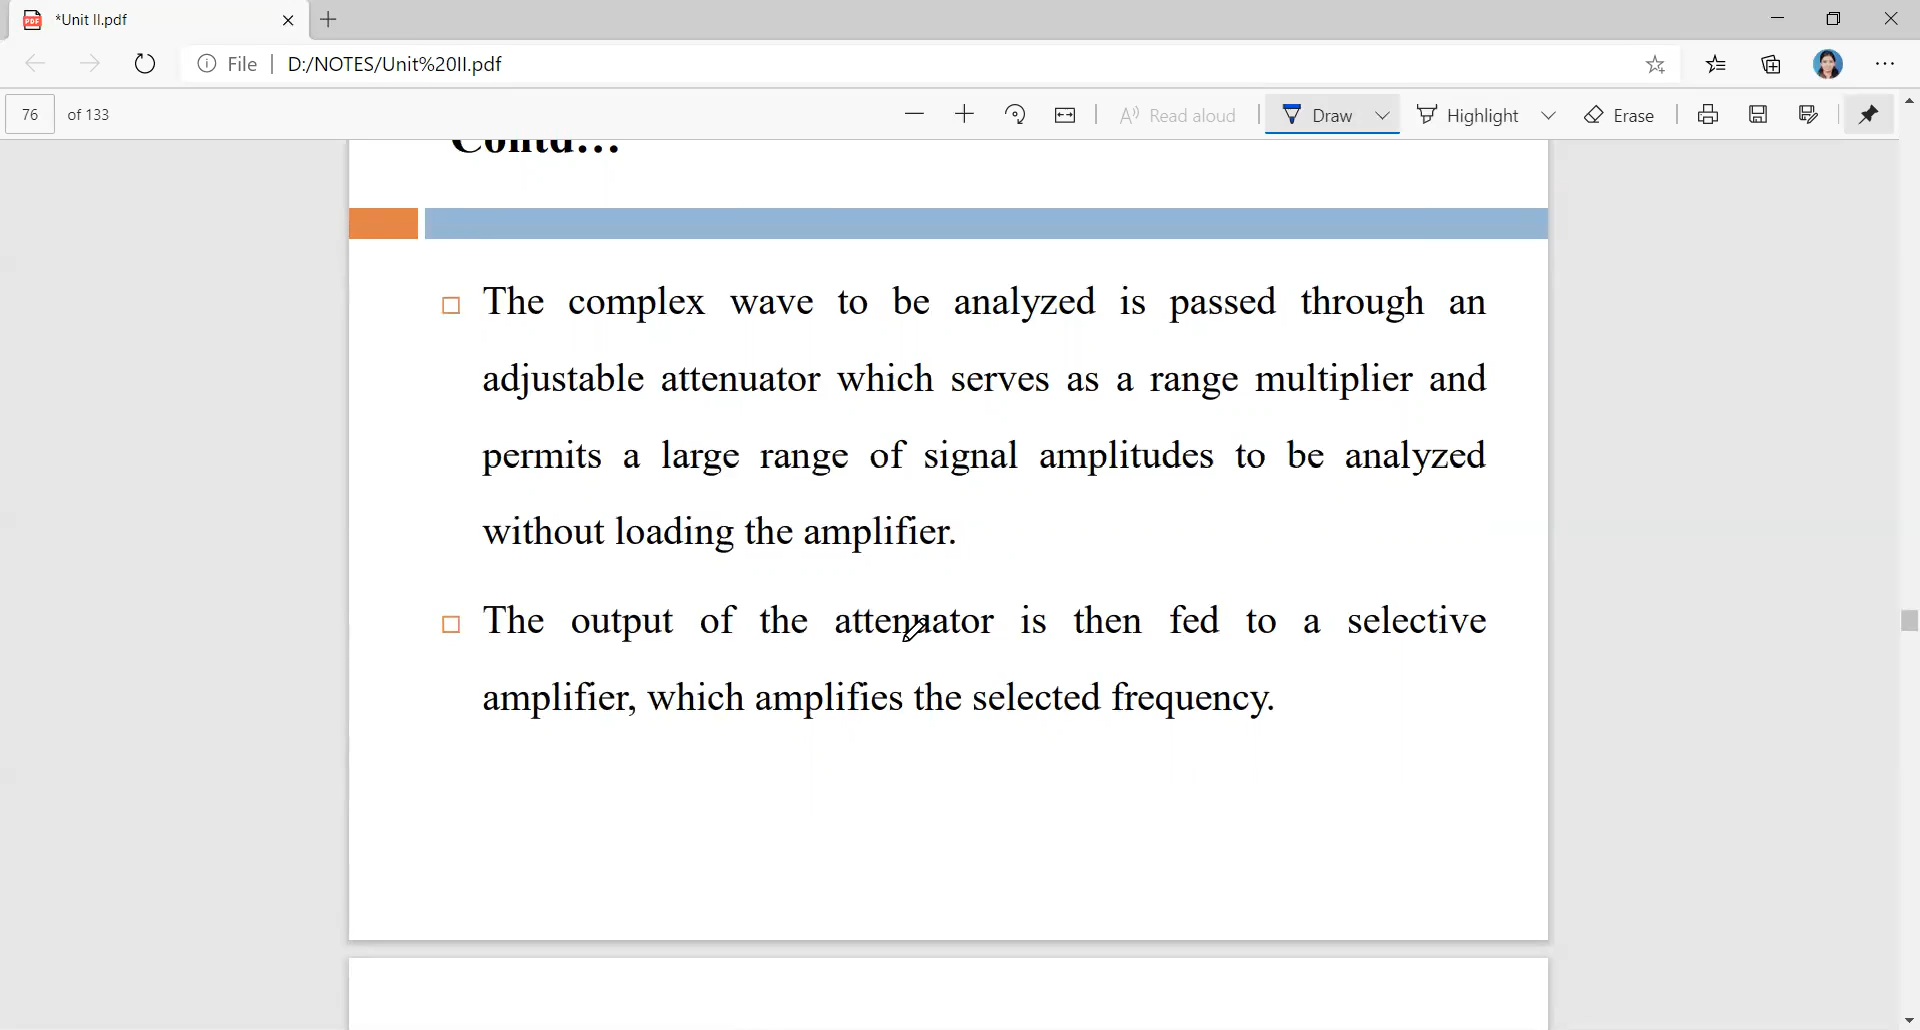 *Unit II.pdf
File | D:/NOTES/Unit%20II.pdf
76 of 133 Read aloud Draw Highlight Erase
Contd...
The complex wave to be analyzed is passed through an
adjustable attenuator which serves as a range multiplier and
permits a large range of signal amplitudes to be analyzed
without loading the amplifier.
The output of the attenuator is then fed to a selective
amplifier, which amplifies the selected frequency.